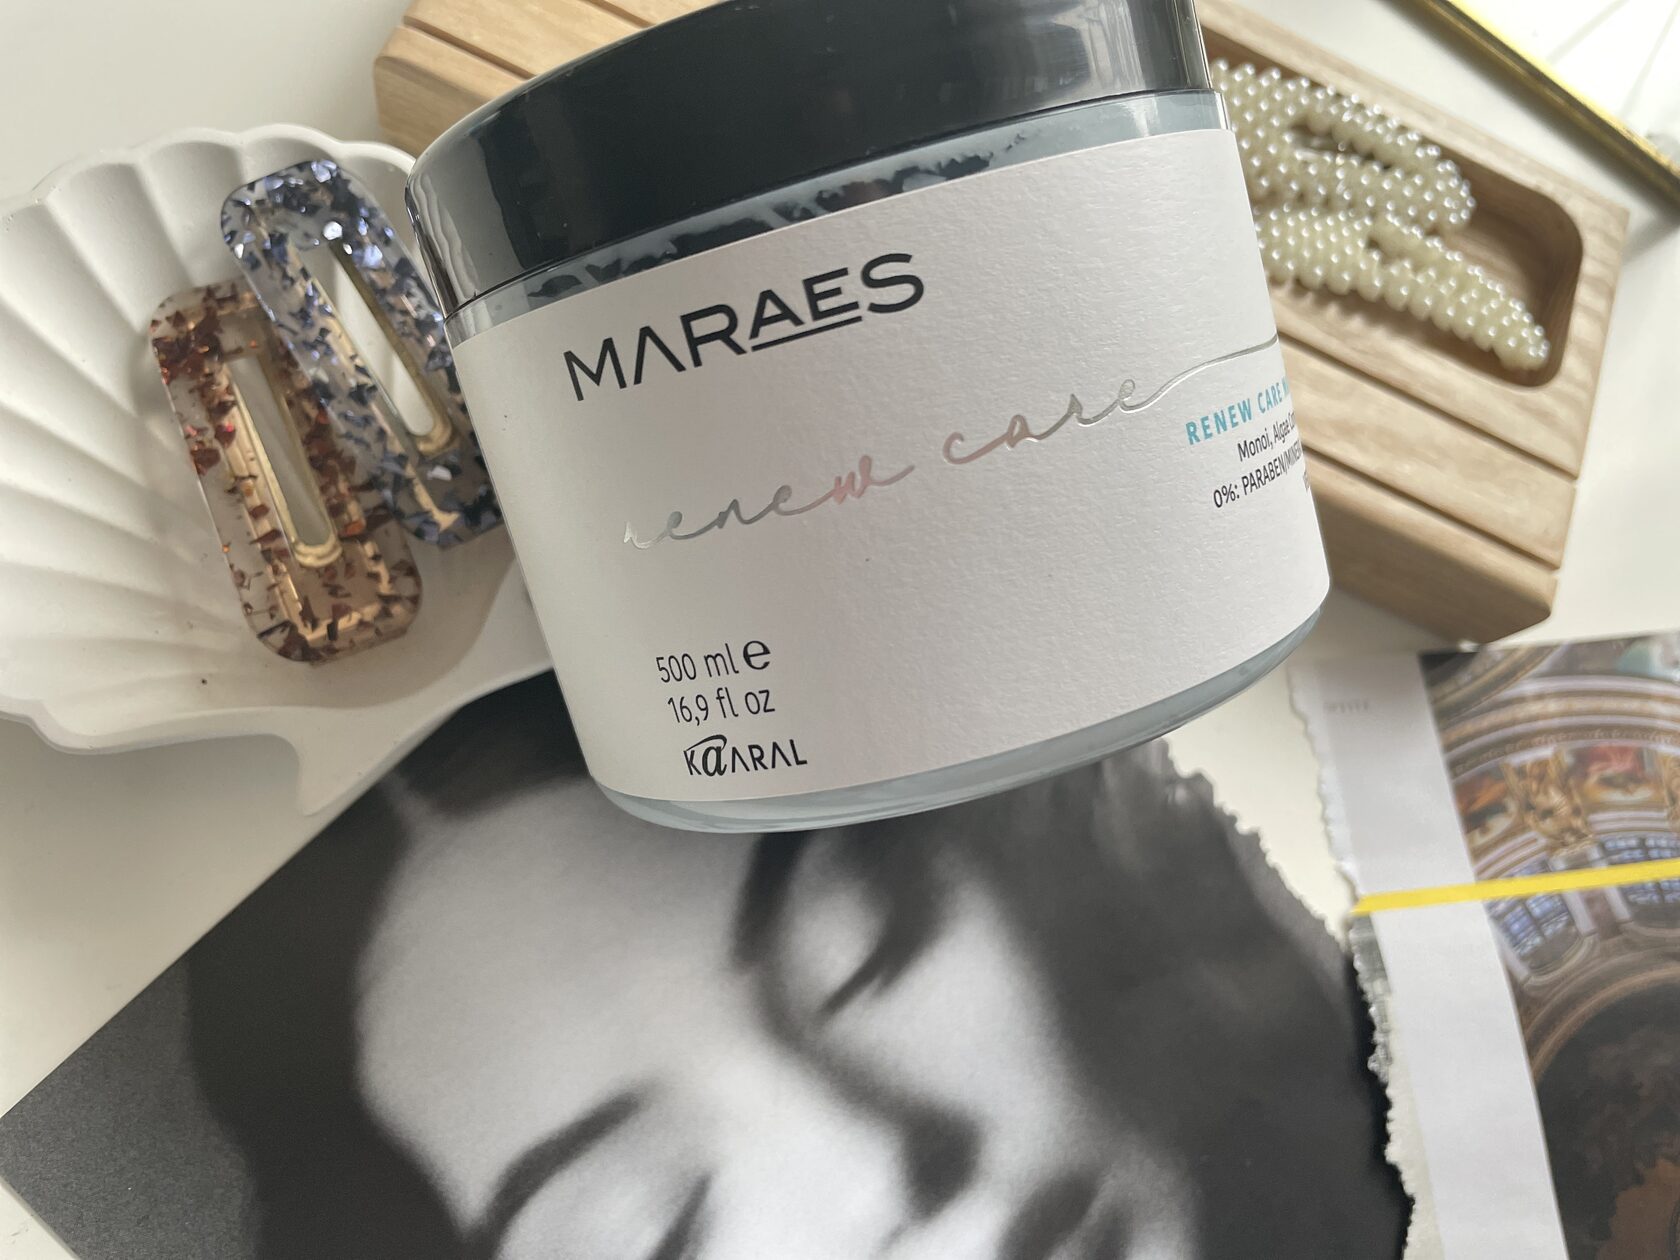 MARAES
renew care
RENEW CARE
Monoi, Algae
0%: PARABEN/
500 ml e
16,9 fl oz
KAARAL